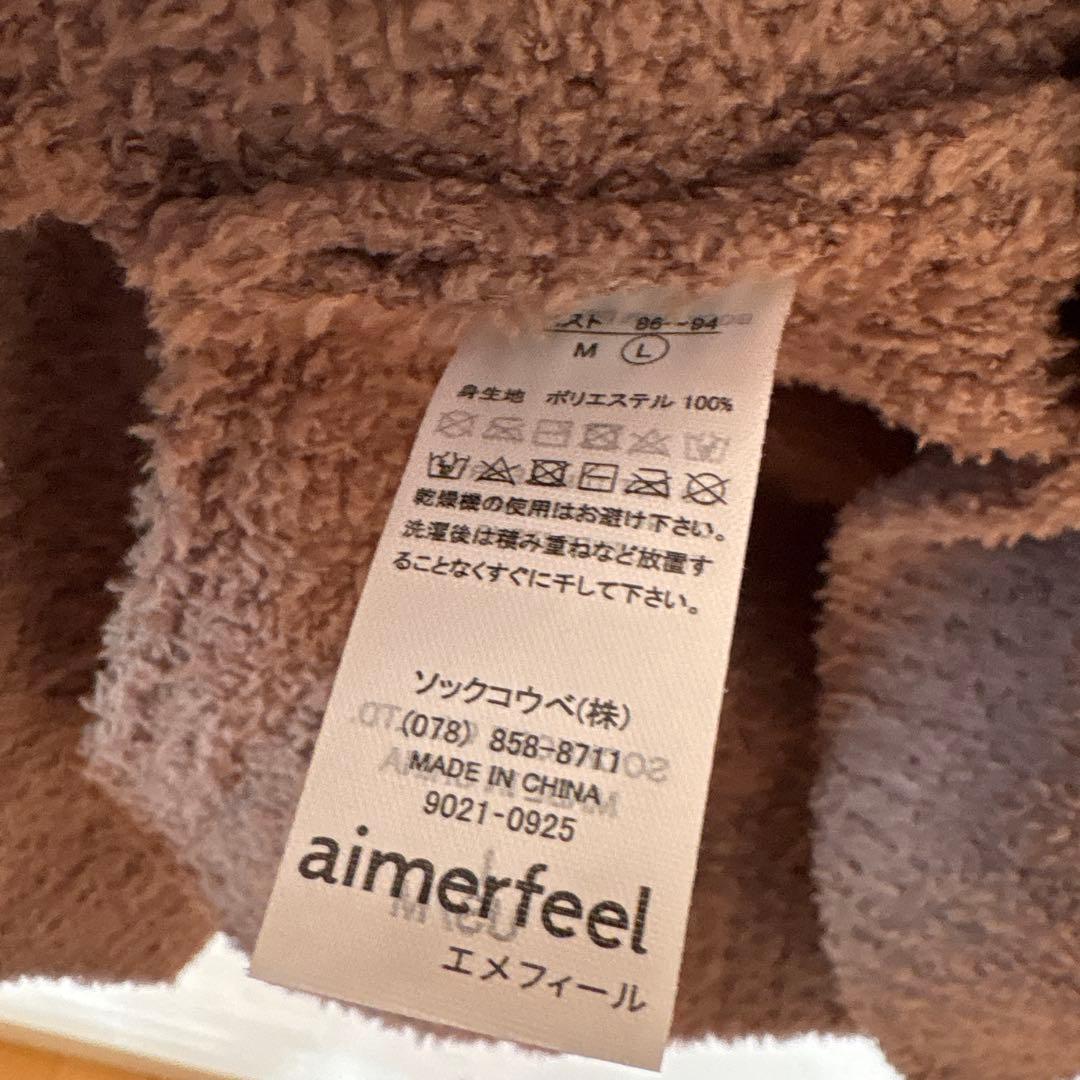 スト 86--94
M L
身生地 ポリエステル 100%
乾燥機の使用はお避け下さい。
洗濯後は積み重ねなど放置す
ることなくすぐに干して下さい。
ソックコウベ(株)
(078) 858-8711
MADE IN CHINA
9021-0925
aimerfeel
エメフィール